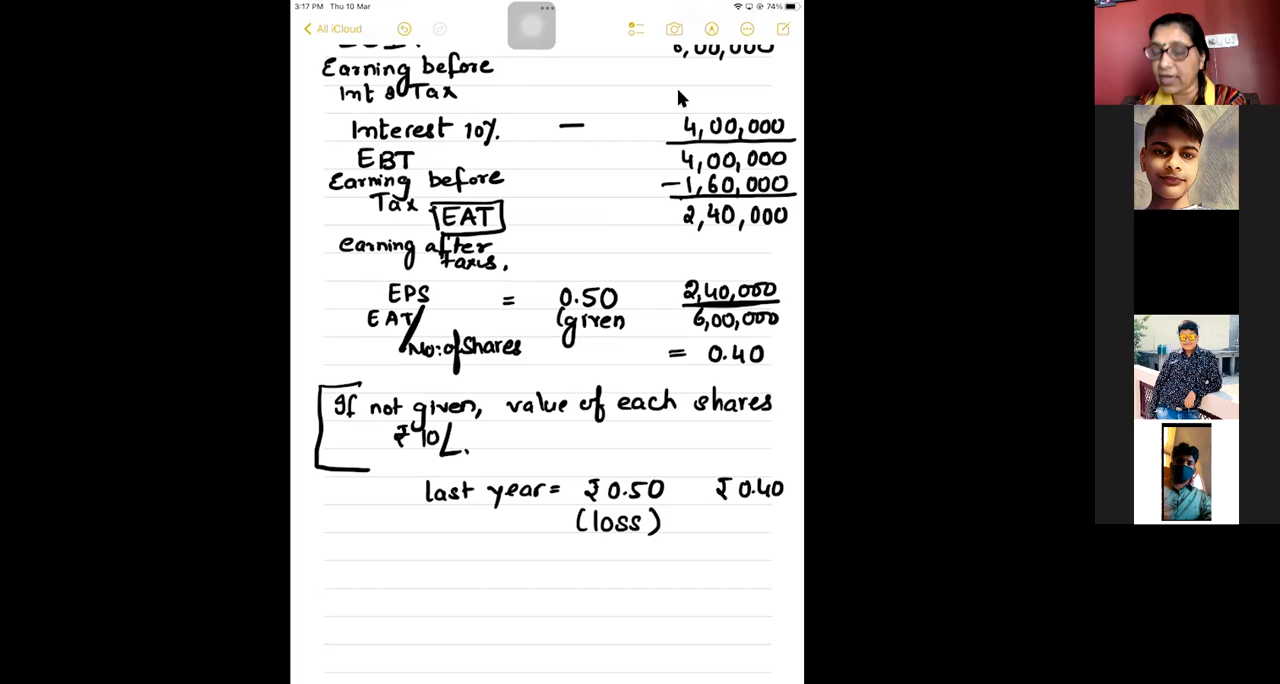 3:17 PM Thu 10 Mar
74%
All iCloud
Earning before
Int & Tax
Interest 10%. — 4,00,000
EBT 4,00,000
Earning before −1,60,000
Tax EAT 2,40,000
earning after
taxes.
EPS = 0.50 2,40,000
EAT/ (given 6,00,000
No: of Shares = 0.40
If not given, value of each shares
₹ 10/.
last year = ₹ 0.50 ₹ 0.40
(loss)